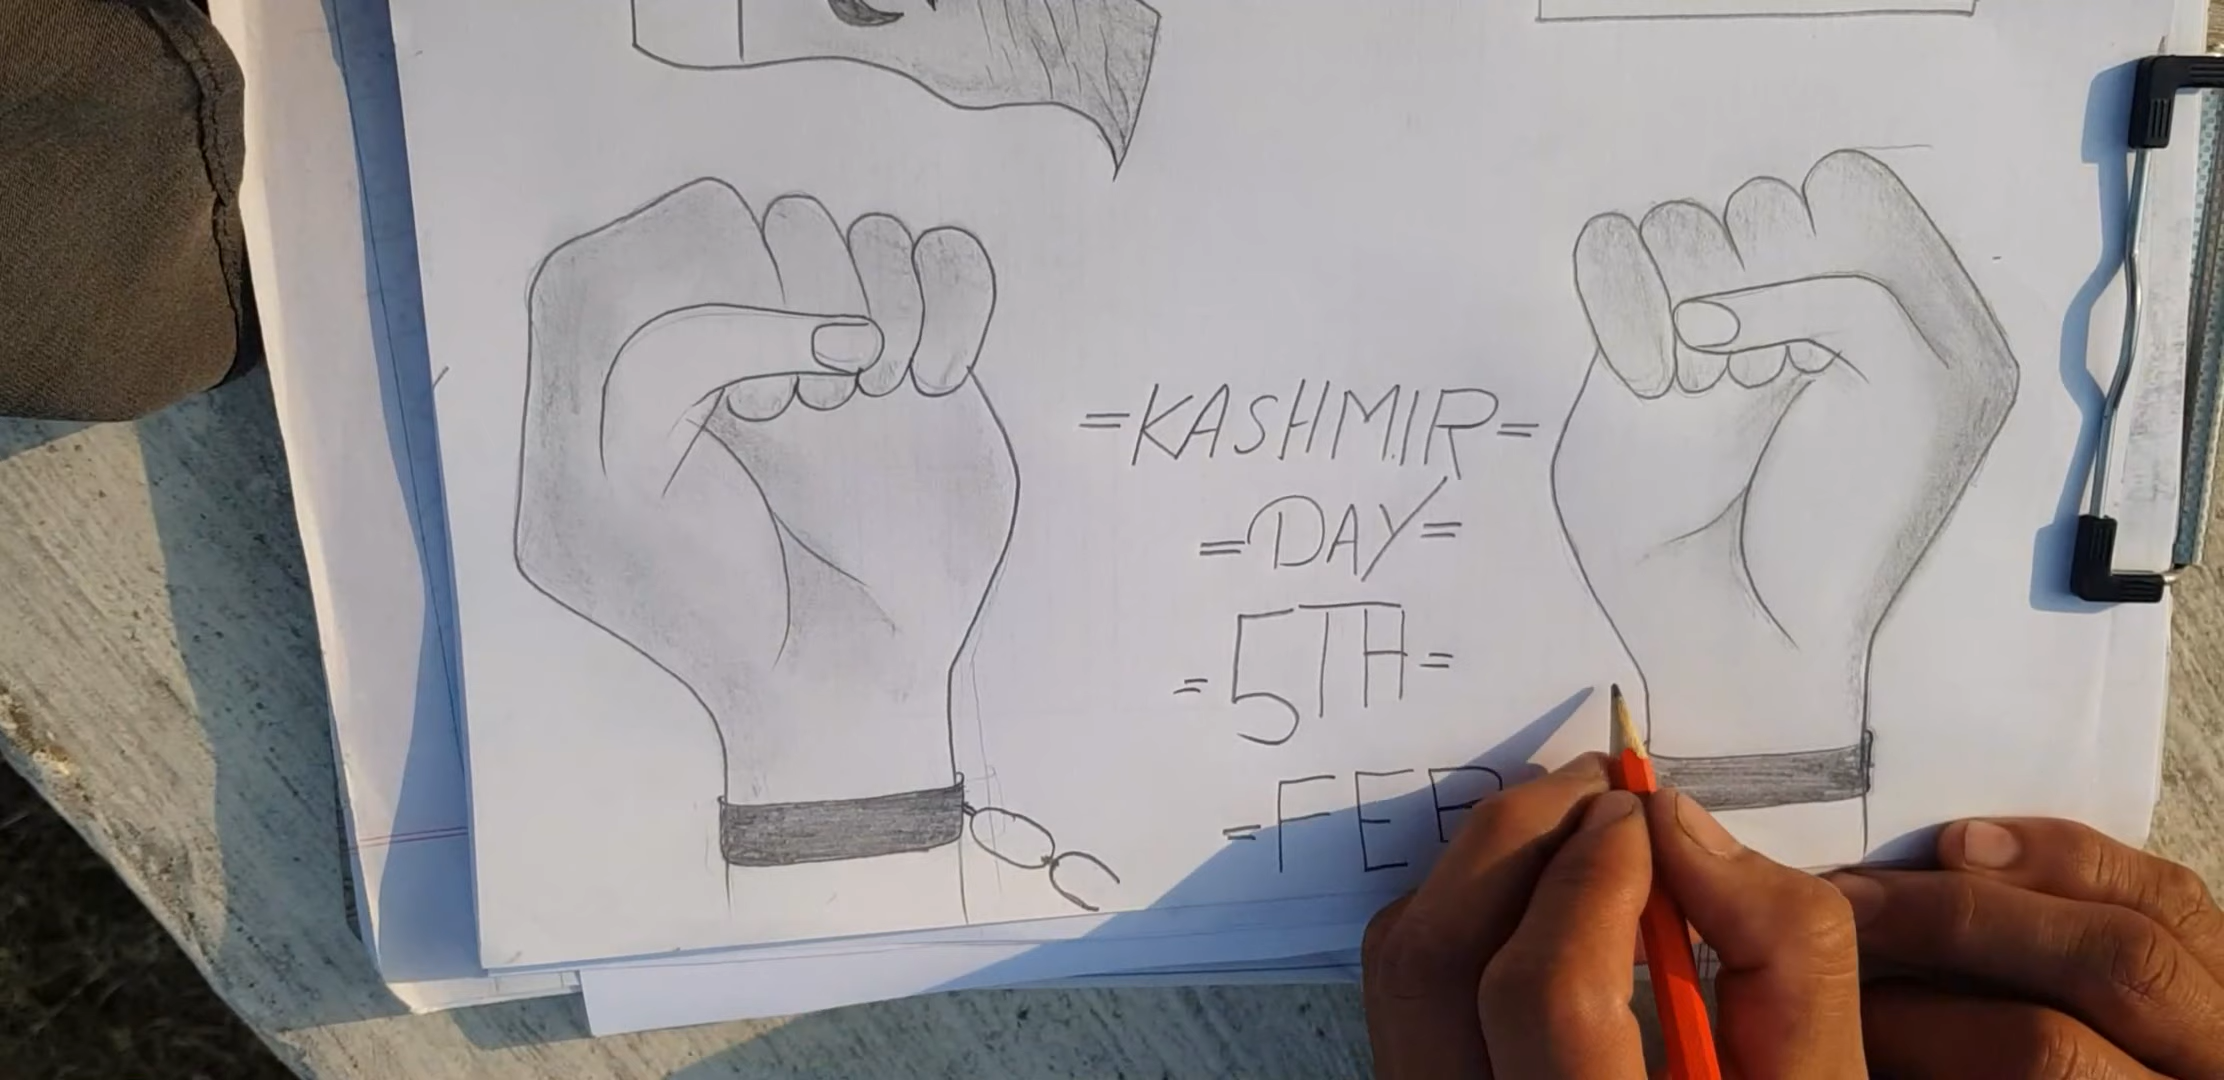 =KASHMIR=
=DAY=
=5TH=
=FEB